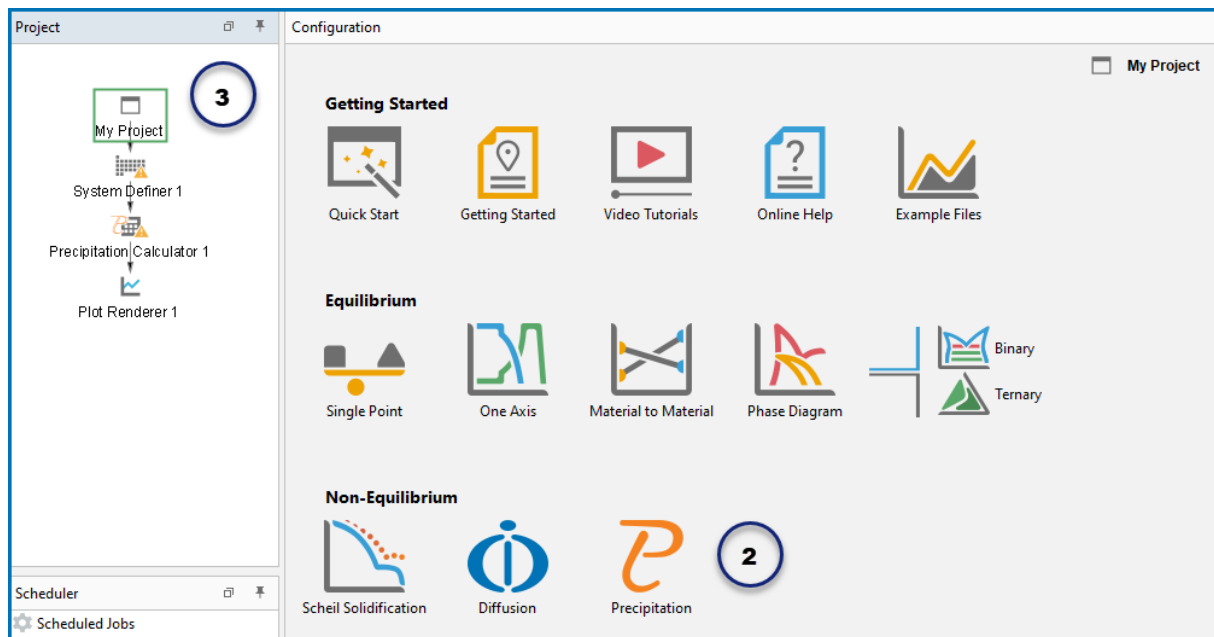 Project
3
My Project
System Definer 1
Precipitation Calculator 1
Plot Renderer 1
Scheduler
Scheduled Jobs
Configuration
My Project
Getting Started
Quick Start
Getting Started
Video Tutorials
?
Online Help
Example Files
Equilibrium
Single Point
One Axis
Material to Material
Phase Diagram
Binary
Ternary
Non-Equilibrium
Scheil Solidification
Diffusion
Precipitation
2